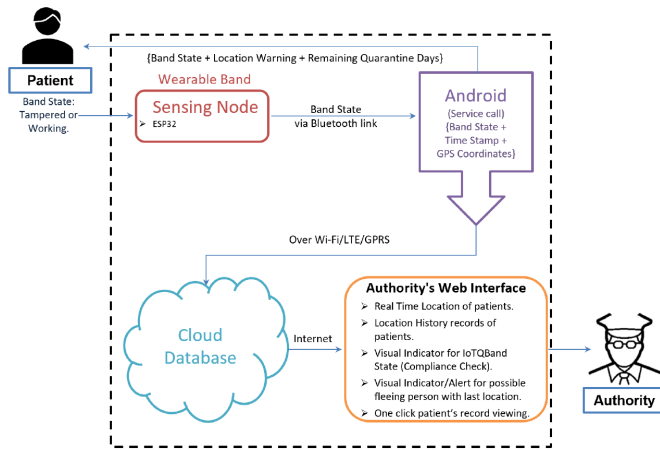 {Band State + Location Warning + Remaining Quarantine Days}
Patient
Band State:
Tampered or
Working.
Wearable Band
Sensing Node
➢ ESP32
Band State
via Bluetooth link
Android
(Service call)
{Band State +
Time Stamp +
GPS Coordinates}
Over Wi-Fi/LTE/GPRS
Cloud
Database
Internet
Authority's Web Interface
➢ Real Time Location of patients.
➢ Location History records of
patients.
➢ Visual Indicator for IoTQBand
State (Compliance Check).
➢ Visual Indicator/Alert for possible
fleeing person with last location.
➢ One click patient's record viewing.
Authority